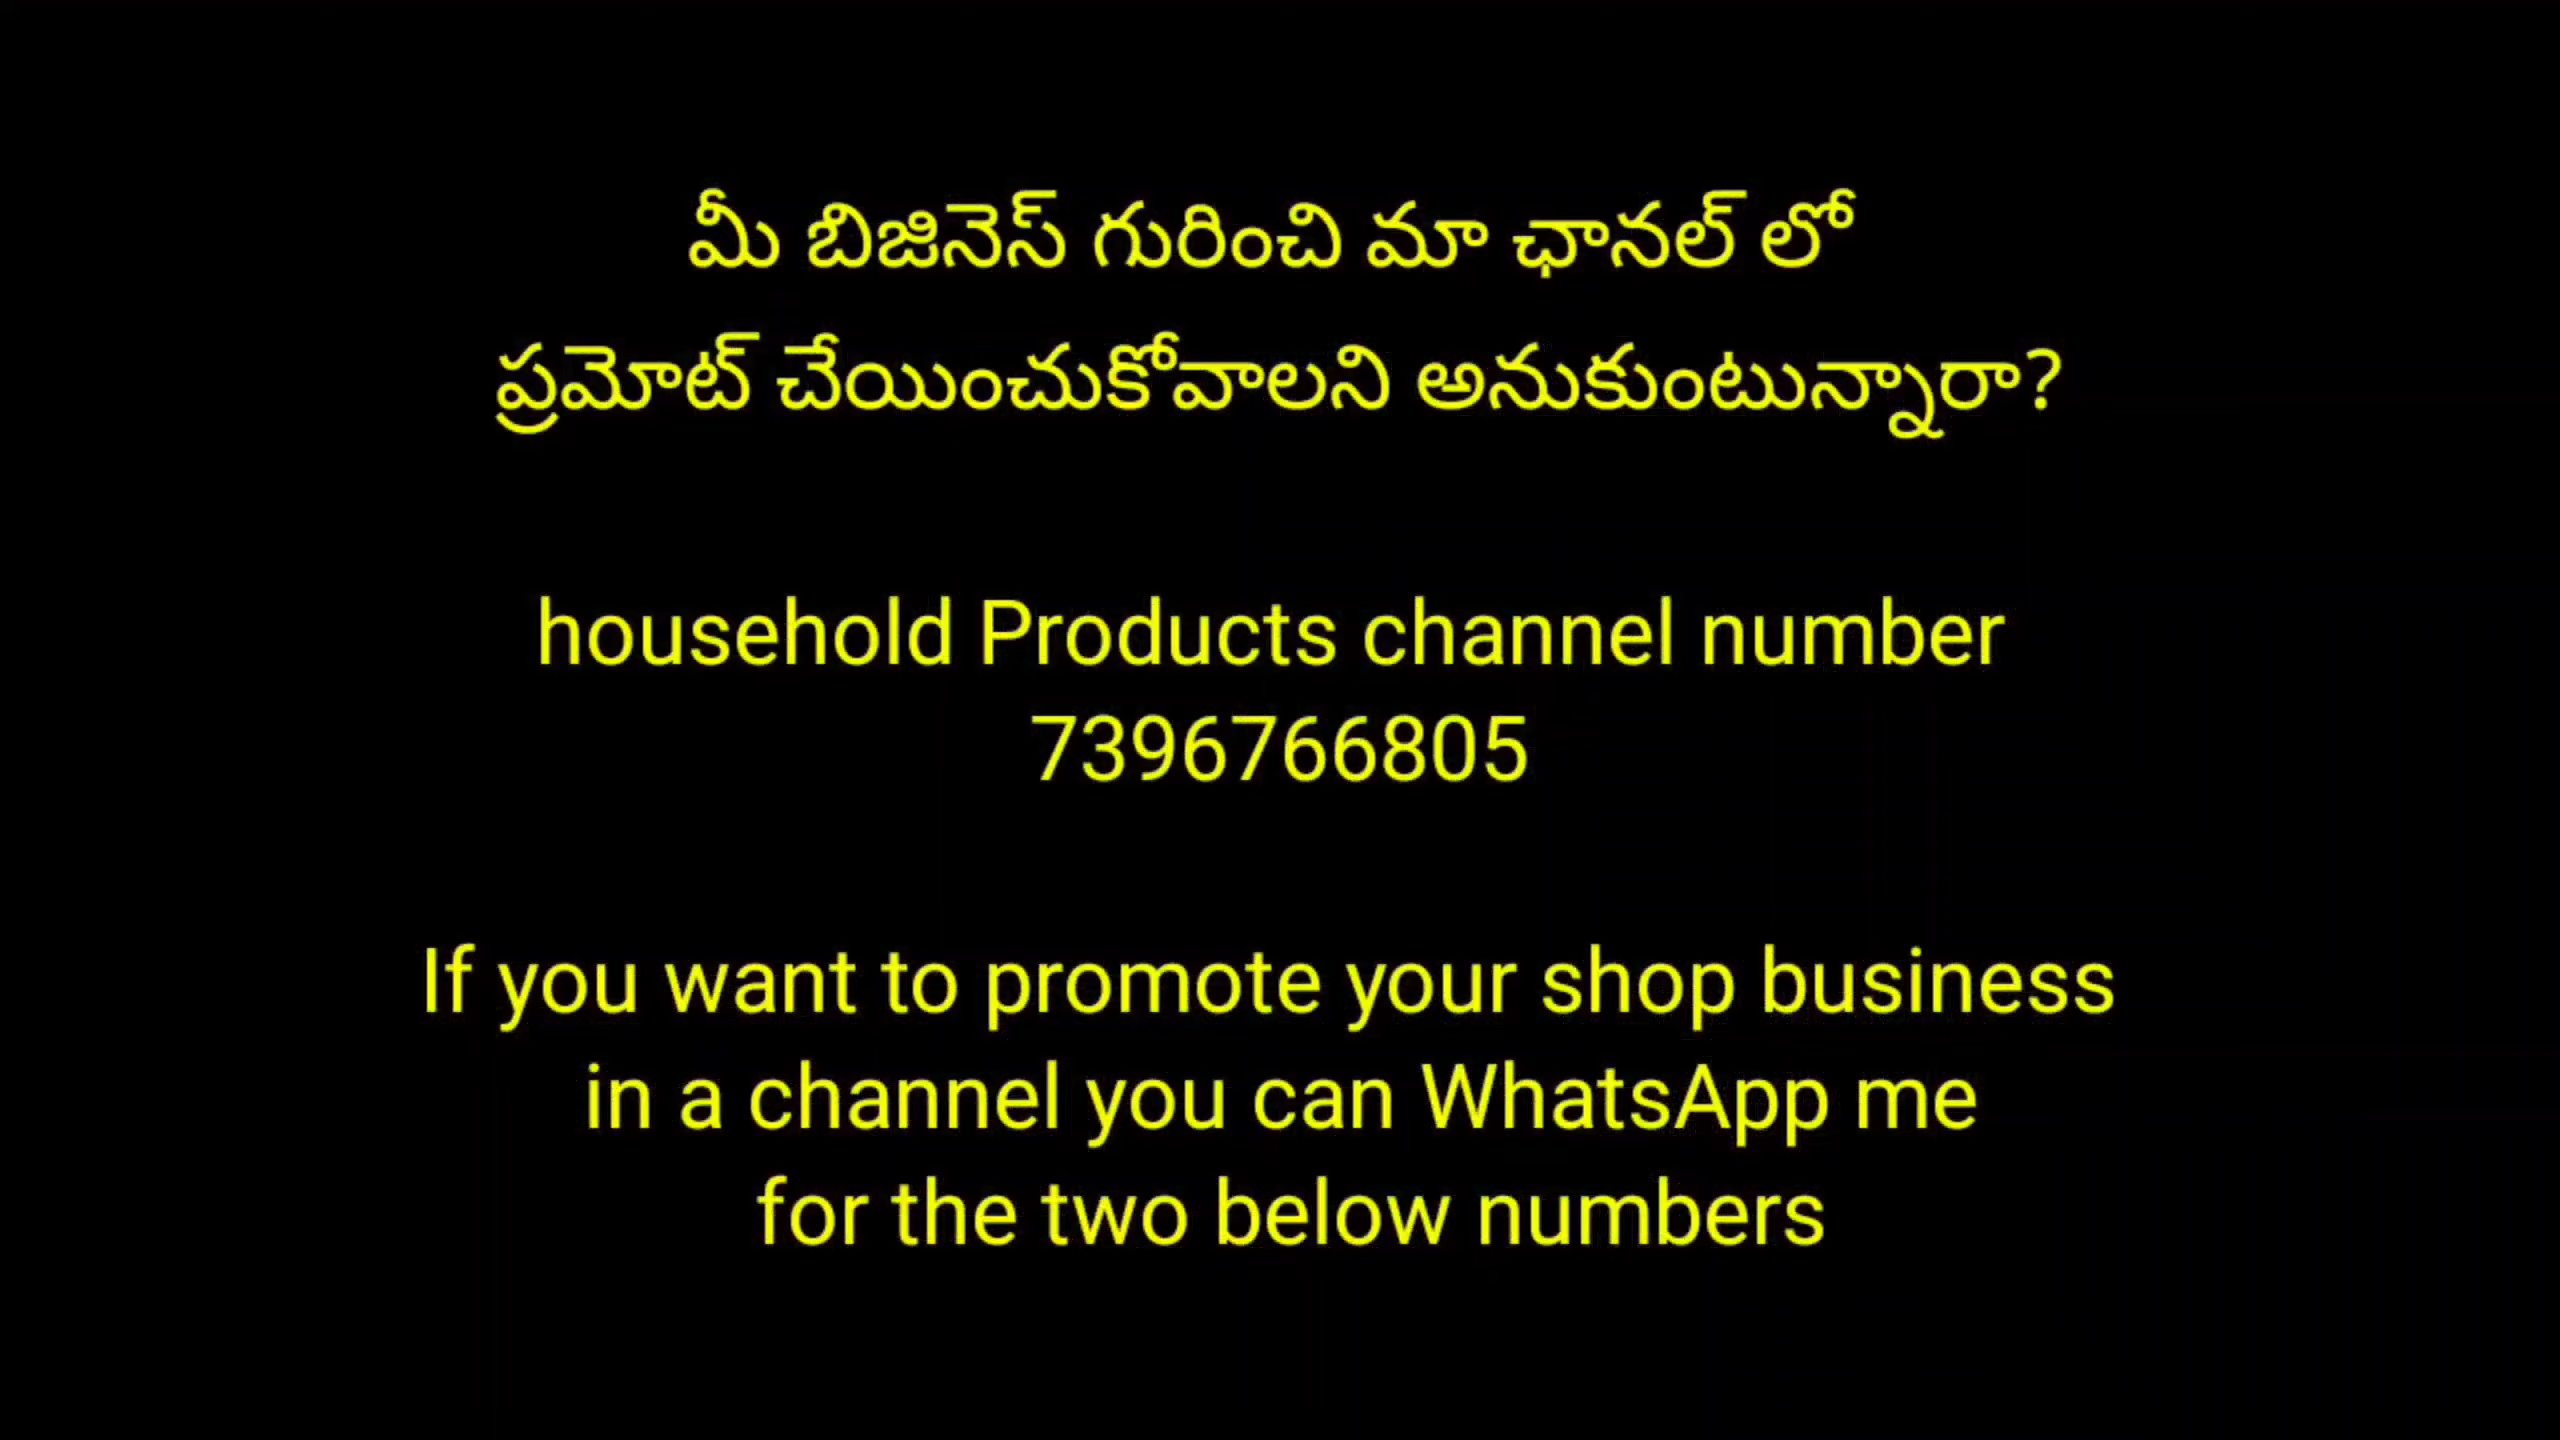 మీ బిజినెస్ గురించి మా ఛానల్ లో
ప్రమోట్ చేయించుకోవాలని అనుకుంటున్నారా?
household Products channel number
7396766805
If you want to promote your shop business
in a channel you can WhatsApp me
for the two below numbers